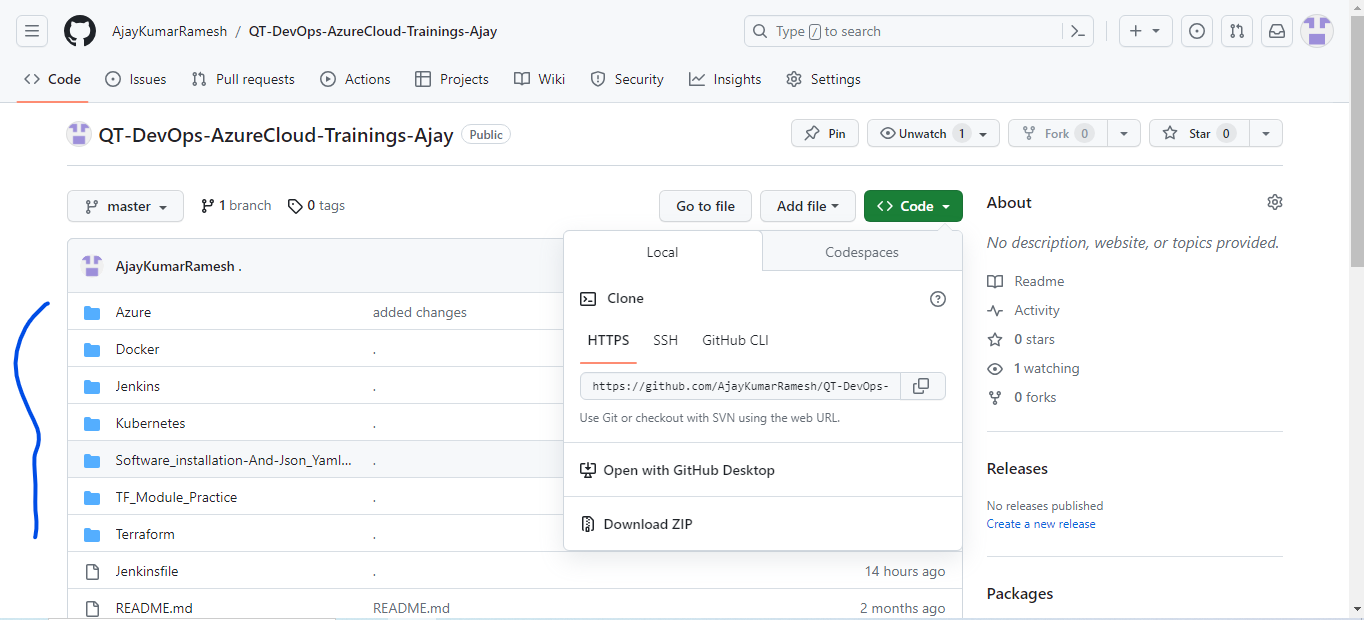 AjayKumarRamesh / QT-DevOps-AzureCloud-Trainings-Ajay
Type / to search
Code
Issues
Pull requests
Actions
Projects
Wiki
Security
Insights
Settings
QT-DevOps-AzureCloud-Trainings-Ajay Public
Pin
Unwatch 1
Fork 0
Star 0
master
1 branch
0 tags
Go to file
Add file
Code
AjayKumarRamesh .
Azure added changes
Docker .
Jenkins .
Kubernetes .
Software_installation-And-Json_Yaml... .
TF_Module_Practice .
Terraform .
Jenkinsfile . 14 hours ago
README.md README.md 2 months ago
Local
Codespaces
Clone
HTTPS SSH GitHub CLI
https://github.com/AjayKumarRamesh/QT-DevOps-
Use Git or checkout with SVN using the web URL.
Open with GitHub Desktop
Download ZIP
About
No description, website, or topics provided.
Readme
Activity
0 stars
1 watching
0 forks
Releases
No releases published
Create a new release
Packages